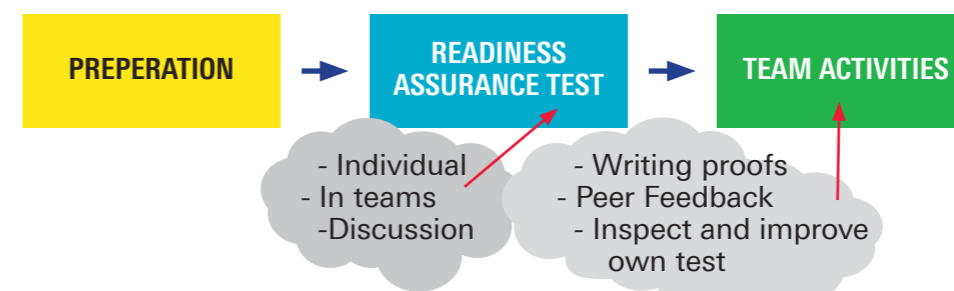 PREPERATION
READINESS
ASSURANCE TEST
TEAM ACTIVITIES
- Individual
- In teams
-Discussion
- Writing proofs
- Peer Feedback
- Inspect and improve
own test